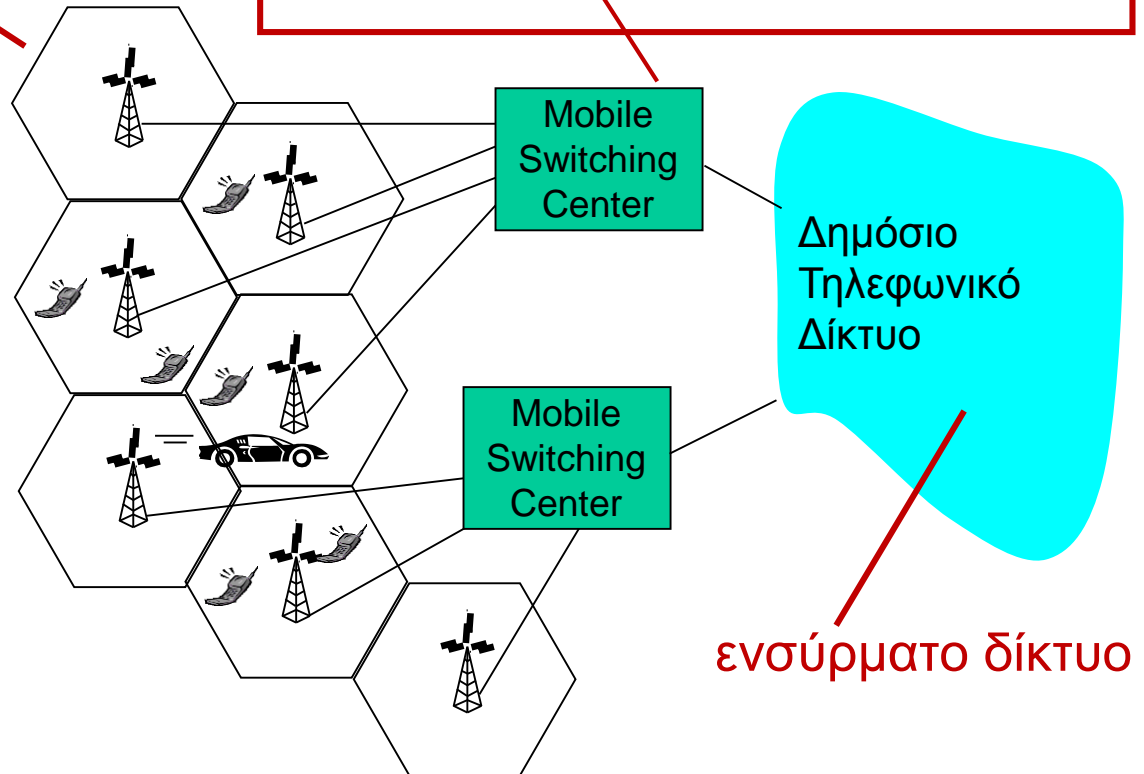 Mobile
Switching
Center
Δημόσιο
Τηλεφωνικό
Δίκτυο
Mobile
Switching
Center
ενσύρματο δίκτυο